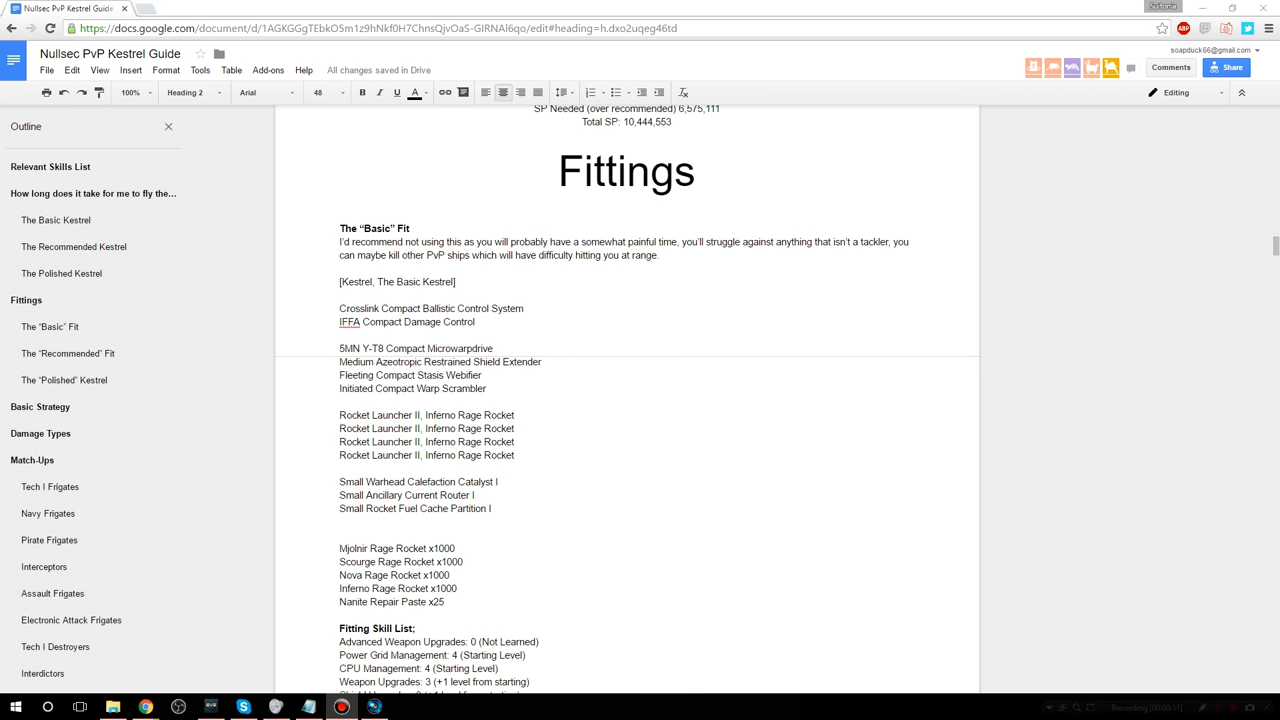 Nullsec PvP Kestrel Guide
Sultonia
https://docs.google.com/document/d/1AGKGGgTEbkO5m1z9hNkf0H7ChnsQjvOaS-GIRNAl6qo/edit#heading=h.dxo2uqeg46td
Nullsec PvP Kestrel Guide
soapduck66@gmail.com
File Edit View Insert Format Tools Table Add-ons Help All changes saved in Drive
Comments
Share
100% Heading 2 Arial 48 B I U A
Editing
Outline
Relevant Skills List
How long does it take for me to fly the...
The Basic Kestrel
The Recommended Kestrel
The Polished Kestrel
Fittings
The “Basic” Fit
The “Recommended” Fit
The “Polished” Kestrel
Basic Strategy
Damage Types
Match-Ups
Tech I Frigates
Navy Frigates
Pirate Frigates
Interceptors
Assault Frigates
Electronic Attack Frigates
Tech I Destroyers
Interdictors
SP Needed (over recommended) 6,575,111
Total SP: 10,444,553
Fittings
The “Basic” Fit
I’d recommend not using this as you will probably have a somewhat painful time, you’ll struggle against anything that isn’t a tackler, you
can maybe kill other PvP ships which will have difficulty hitting you at range.
[Kestrel, The Basic Kestrel]
Crosslink Compact Ballistic Control System
IFFA Compact Damage Control
5MN Y-T8 Compact Microwarpdrive
Medium Azeotropic Restrained Shield Extender
Fleeting Compact Stasis Webifier
Initiated Compact Warp Scrambler
Rocket Launcher II, Inferno Rage Rocket
Rocket Launcher II, Inferno Rage Rocket
Rocket Launcher II, Inferno Rage Rocket
Rocket Launcher II, Inferno Rage Rocket
Small Warhead Calefaction Catalyst I
Small Ancillary Current Router I
Small Rocket Fuel Cache Partition I
Mjolnir Rage Rocket x1000
Scourge Rage Rocket x1000
Nova Rage Rocket x1000
Inferno Rage Rocket x1000
Nanite Repair Paste x25
Fitting Skill List;
Advanced Weapon Upgrades: 0 (Not Learned)
Power Grid Management: 4 (Starting Level)
CPU Management: 4 (Starting Level)
Weapon Upgrades: 3 (+1 level from starting)
Recording [00:00:11]